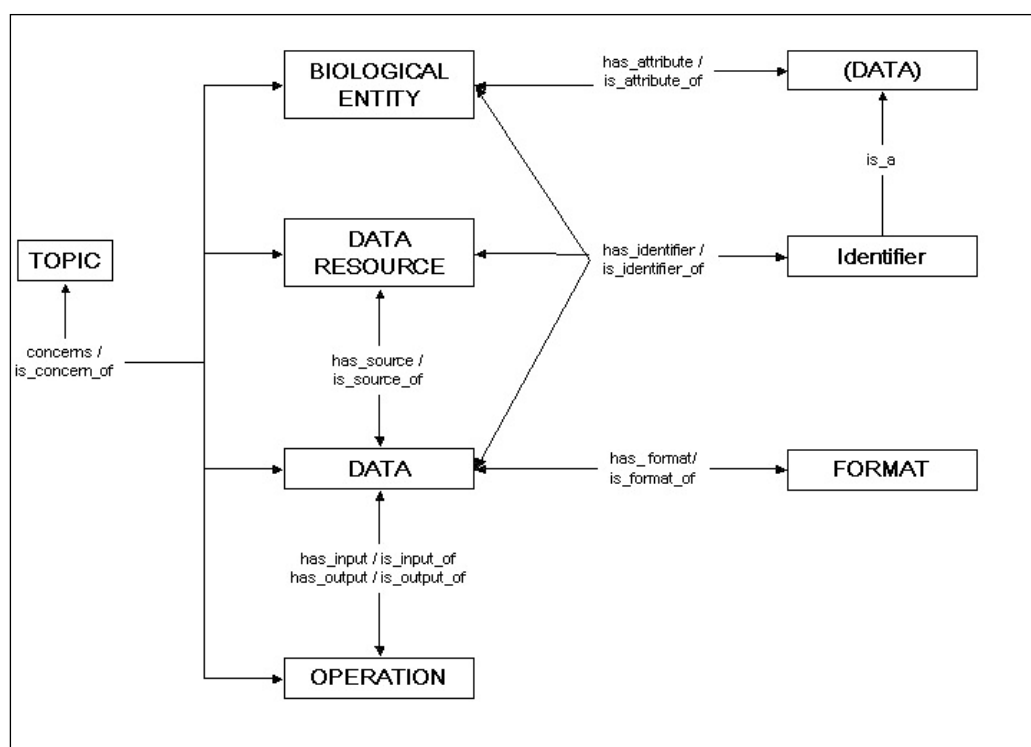 BIOLOGICAL
ENTITY
has_attribute /
is_attribute_of
(DATA)
is_a
TOPIC
DATA
RESOURCE
has_identifier /
is_identifier_of
Identifier
concerns /
is_concern_of
has_source /
is_source_of
DATA
has_format/
is_format_of
FORMAT
has_input / is_input_of
has_output / is_output_of
OPERATION